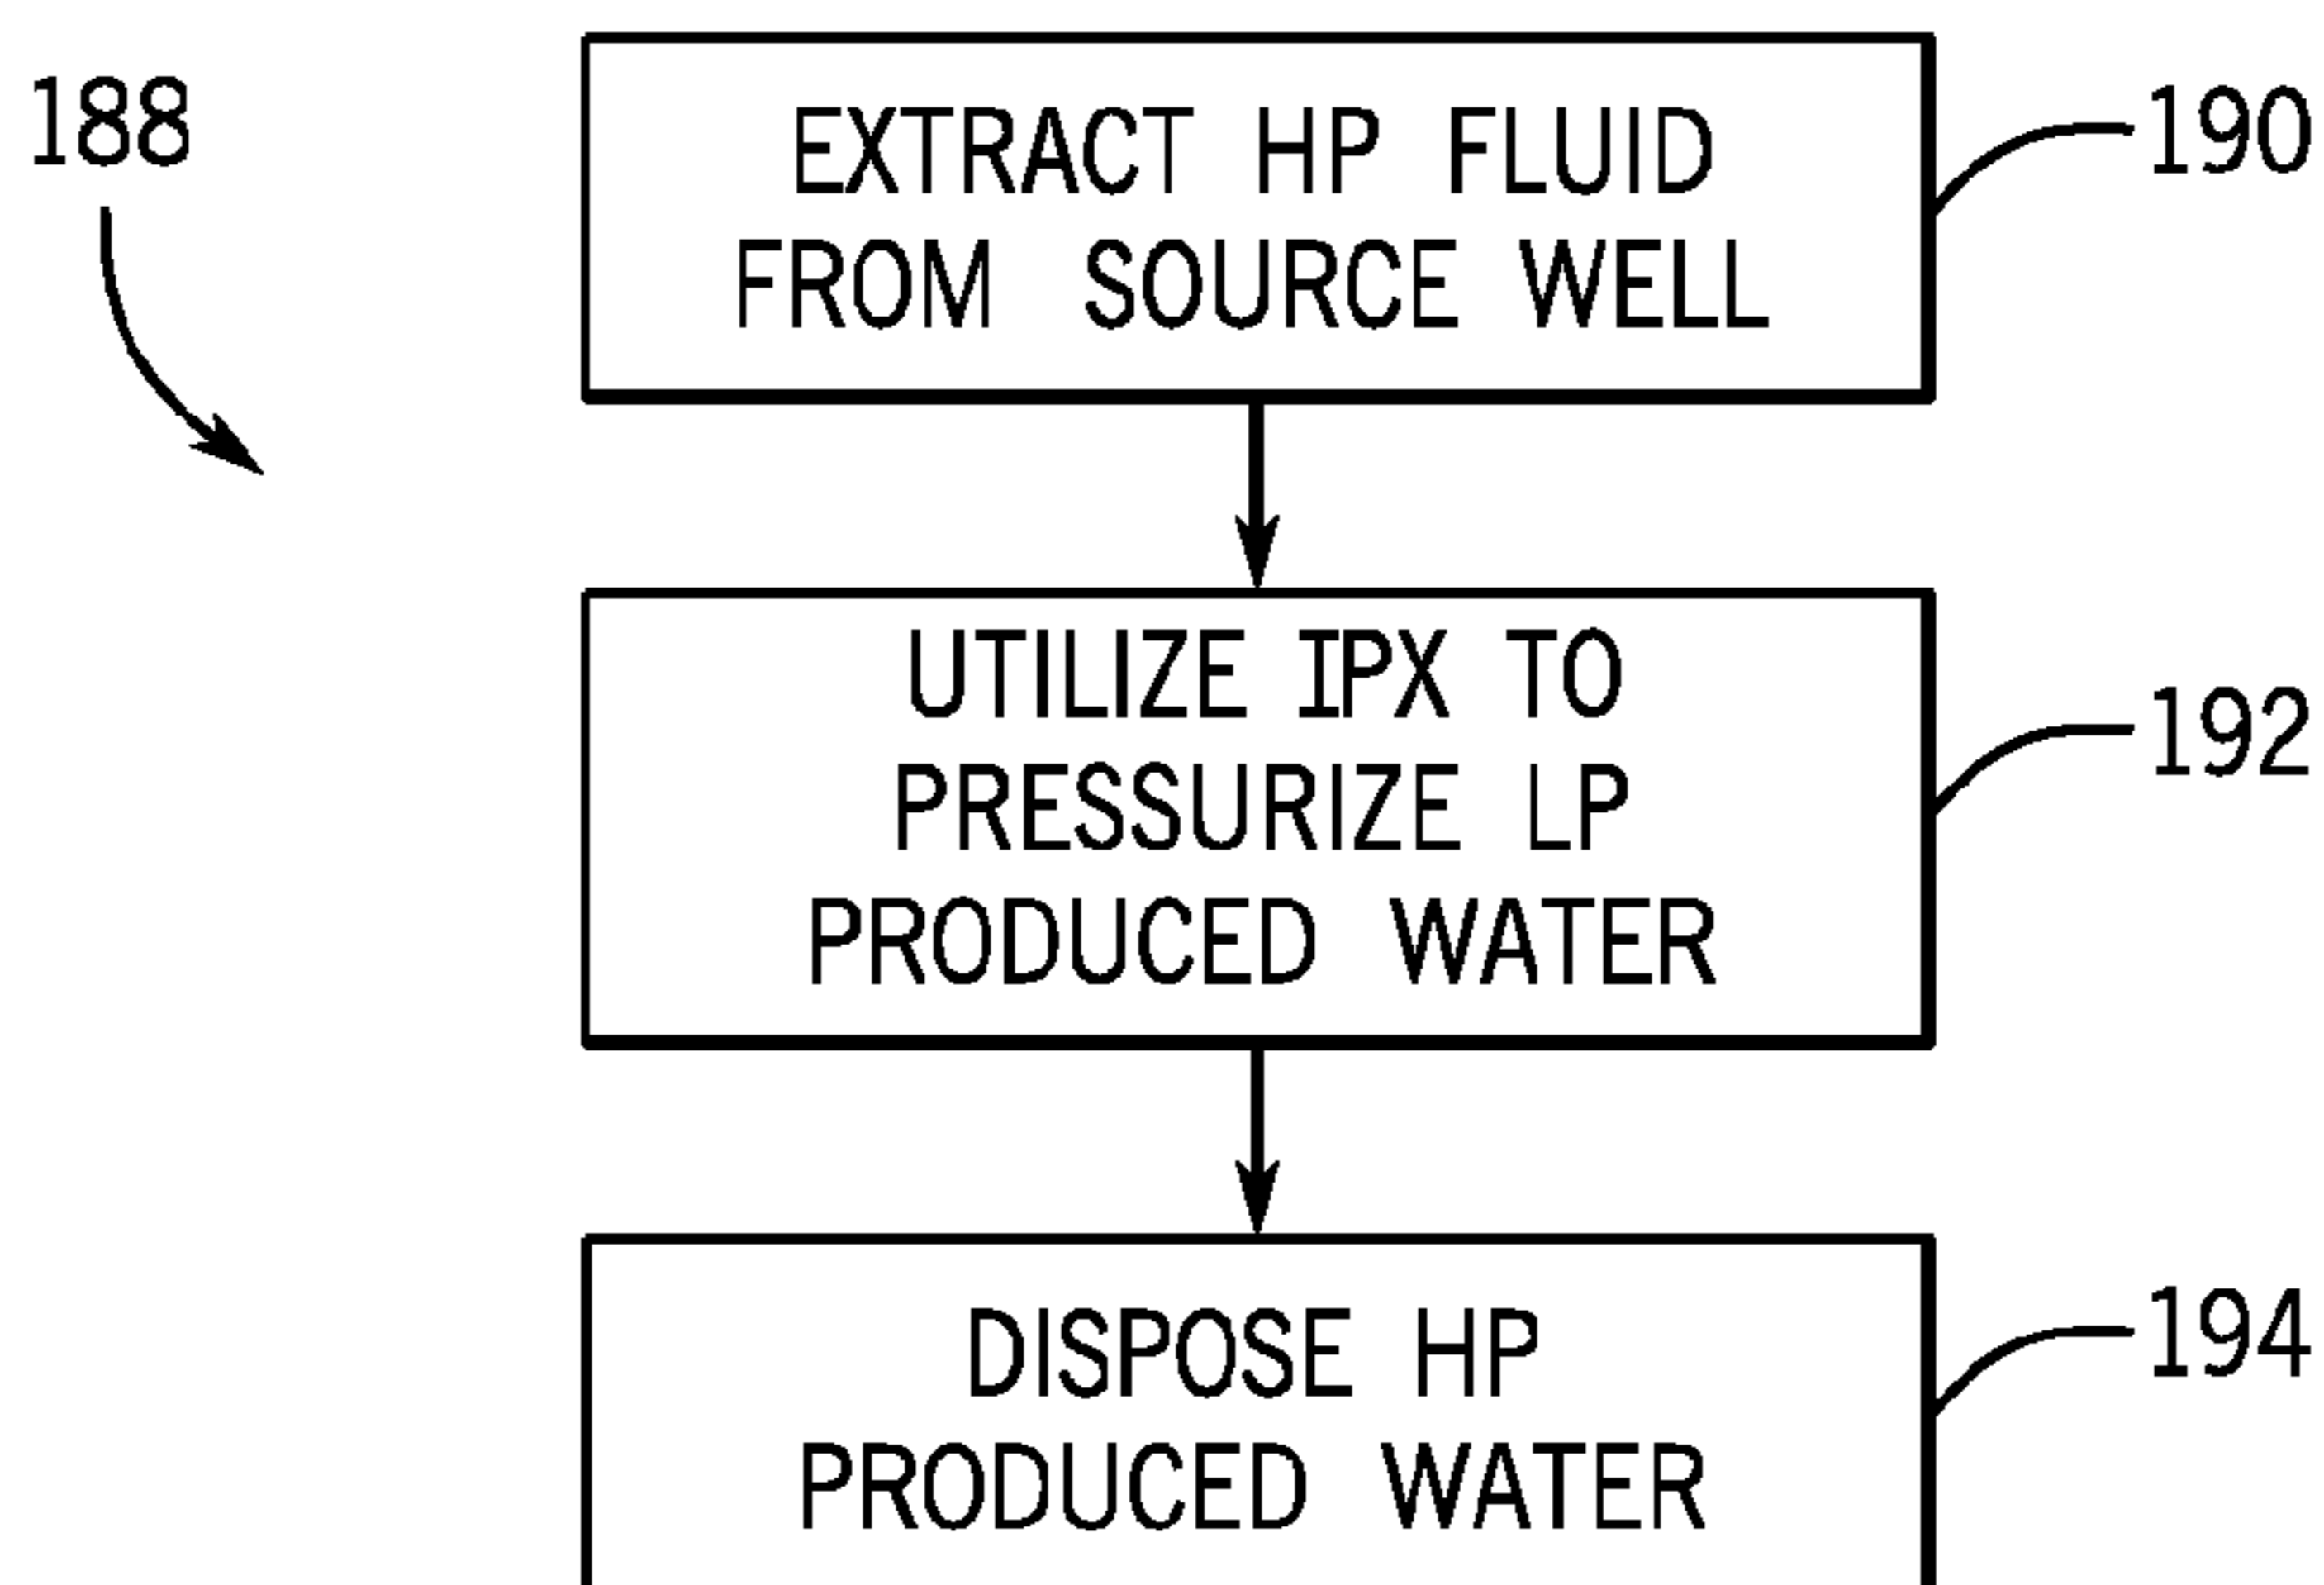 188
EXTRACT HP FLUID
FROM SOURCE WELL
190
UTILIZE IPX TO
PRESSURIZE LP
PRODUCED WATER
192
DISPOSE HP
PRODUCED WATER
194